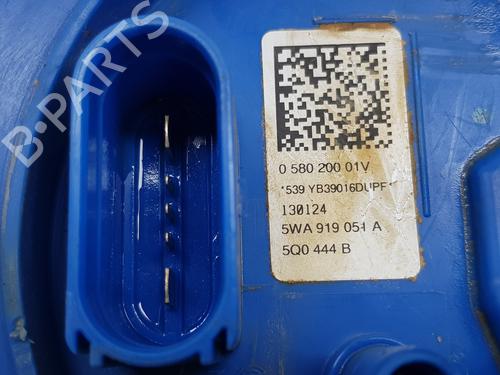 B-PARTS
0 580 200 01V
*539 YB39016DUPF*
130124
5WA 919 051 A
5Q0 444 B